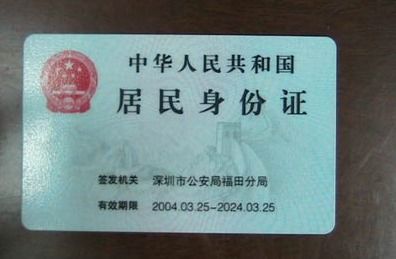 中华人民共和国
居民身份证
签发机关 深圳市公安局福田分局
有效期限 2004.03.25-2024.03.25